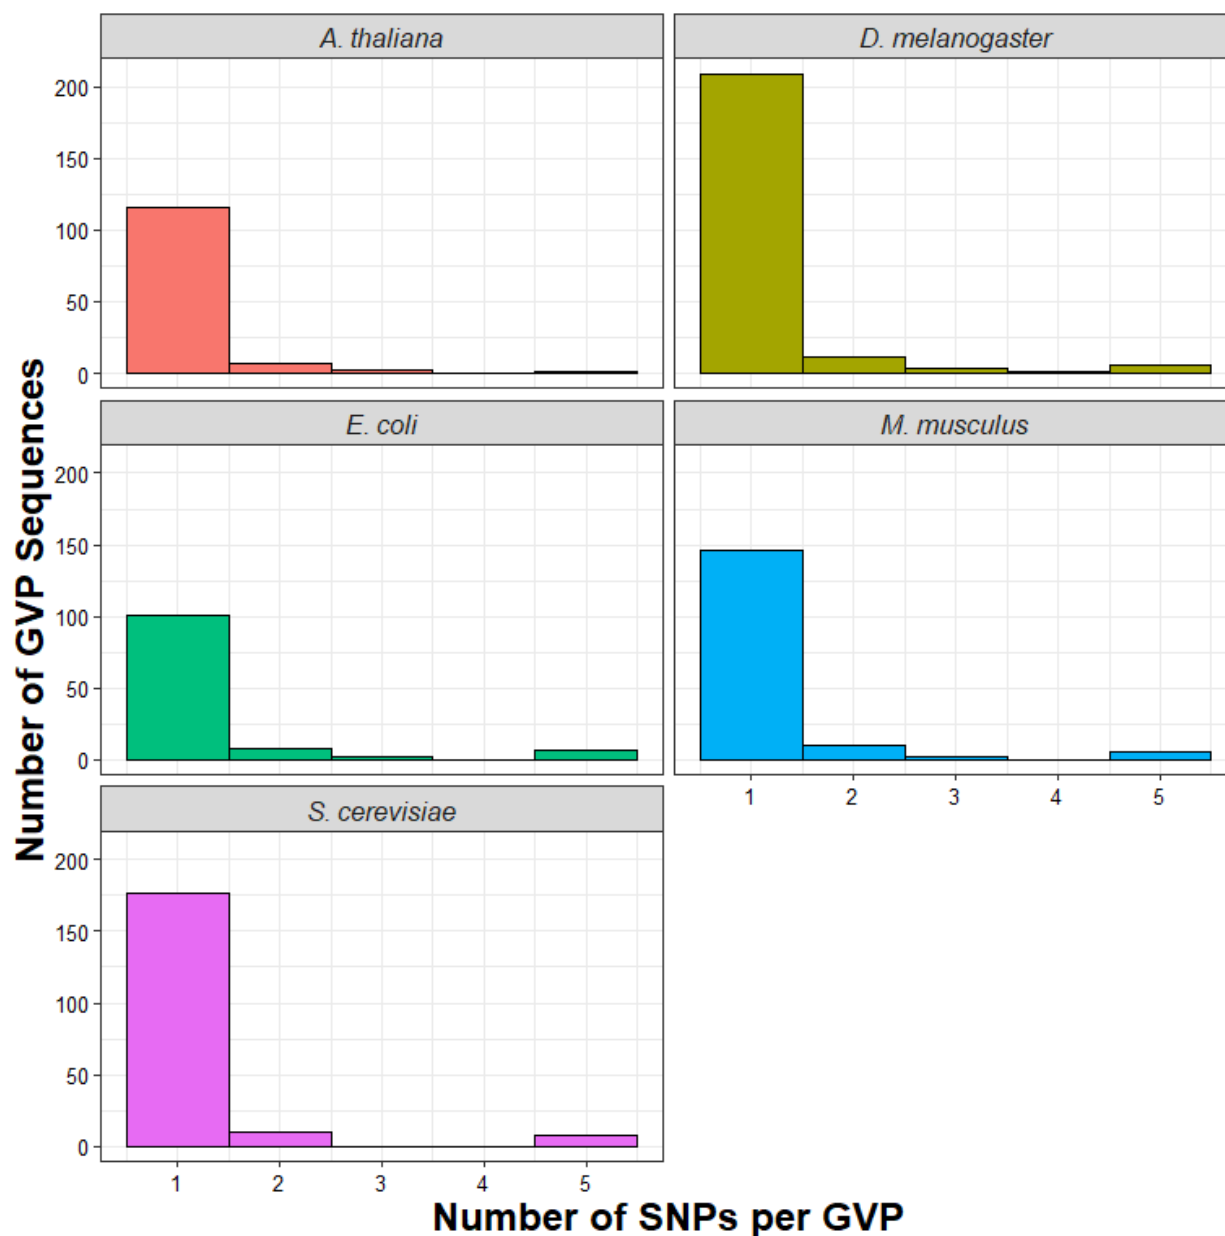 A. thaliana
D. melanogaster
200
150
100
50
0
E. coli
M. musculus
200
150
100
50
0
1 2 3 4 5
S. cerevisiae
200
150
100
50
0
1 2 3 4 5
Number of GVP Sequences
Number of SNPs per GVP